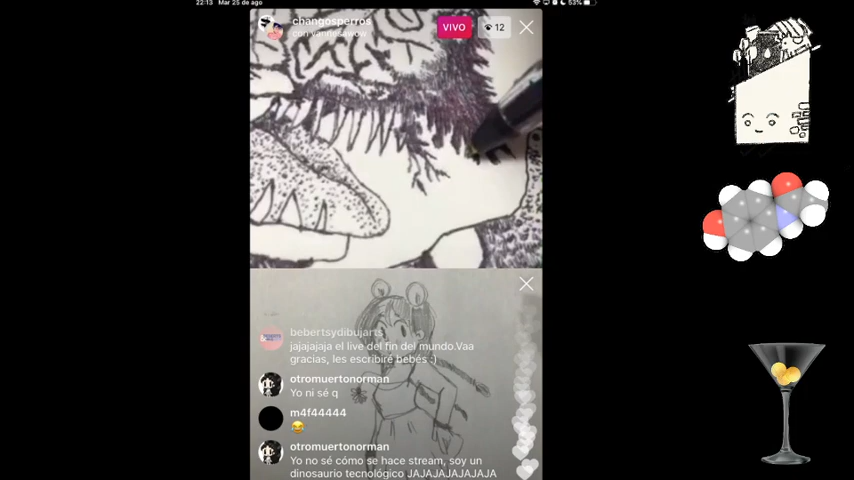 22:13 Mar 25 de ago
53%
changosperros
con vannesawow
VIVO
12
bebertsydibujarts
jajajajaja el live del fin del mundo.Vaa
gracias, les escribiré bebés :)
otromuertonorman
Yo ni sé q
m4f44444
😂
otromuertonorman
Yo no sé cómo se hace stream, soy un
dinosaurio tecnológico JAJAJAJAJAJAJA